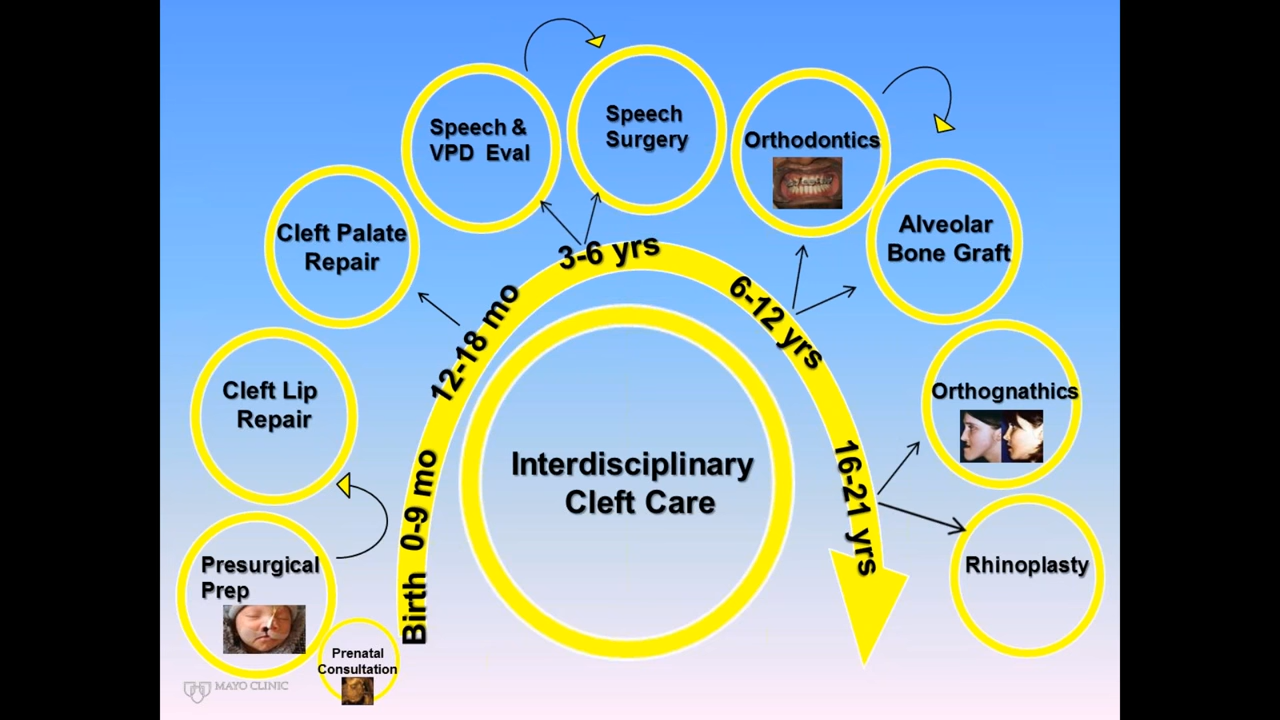 Prenatal
Consultation
Presurgical
Prep
Cleft Lip
Repair
Cleft Palate
Repair
Speech &
VPD Eval
Speech
Surgery
Orthodontics
Alveolar
Bone Graft
Orthognathics
Rhinoplasty
Birth 0-9 mo
12-18 mo
3-6 yrs
6-12 yrs
16-21 yrs
Interdisciplinary
Cleft Care
MAYO CLINIC